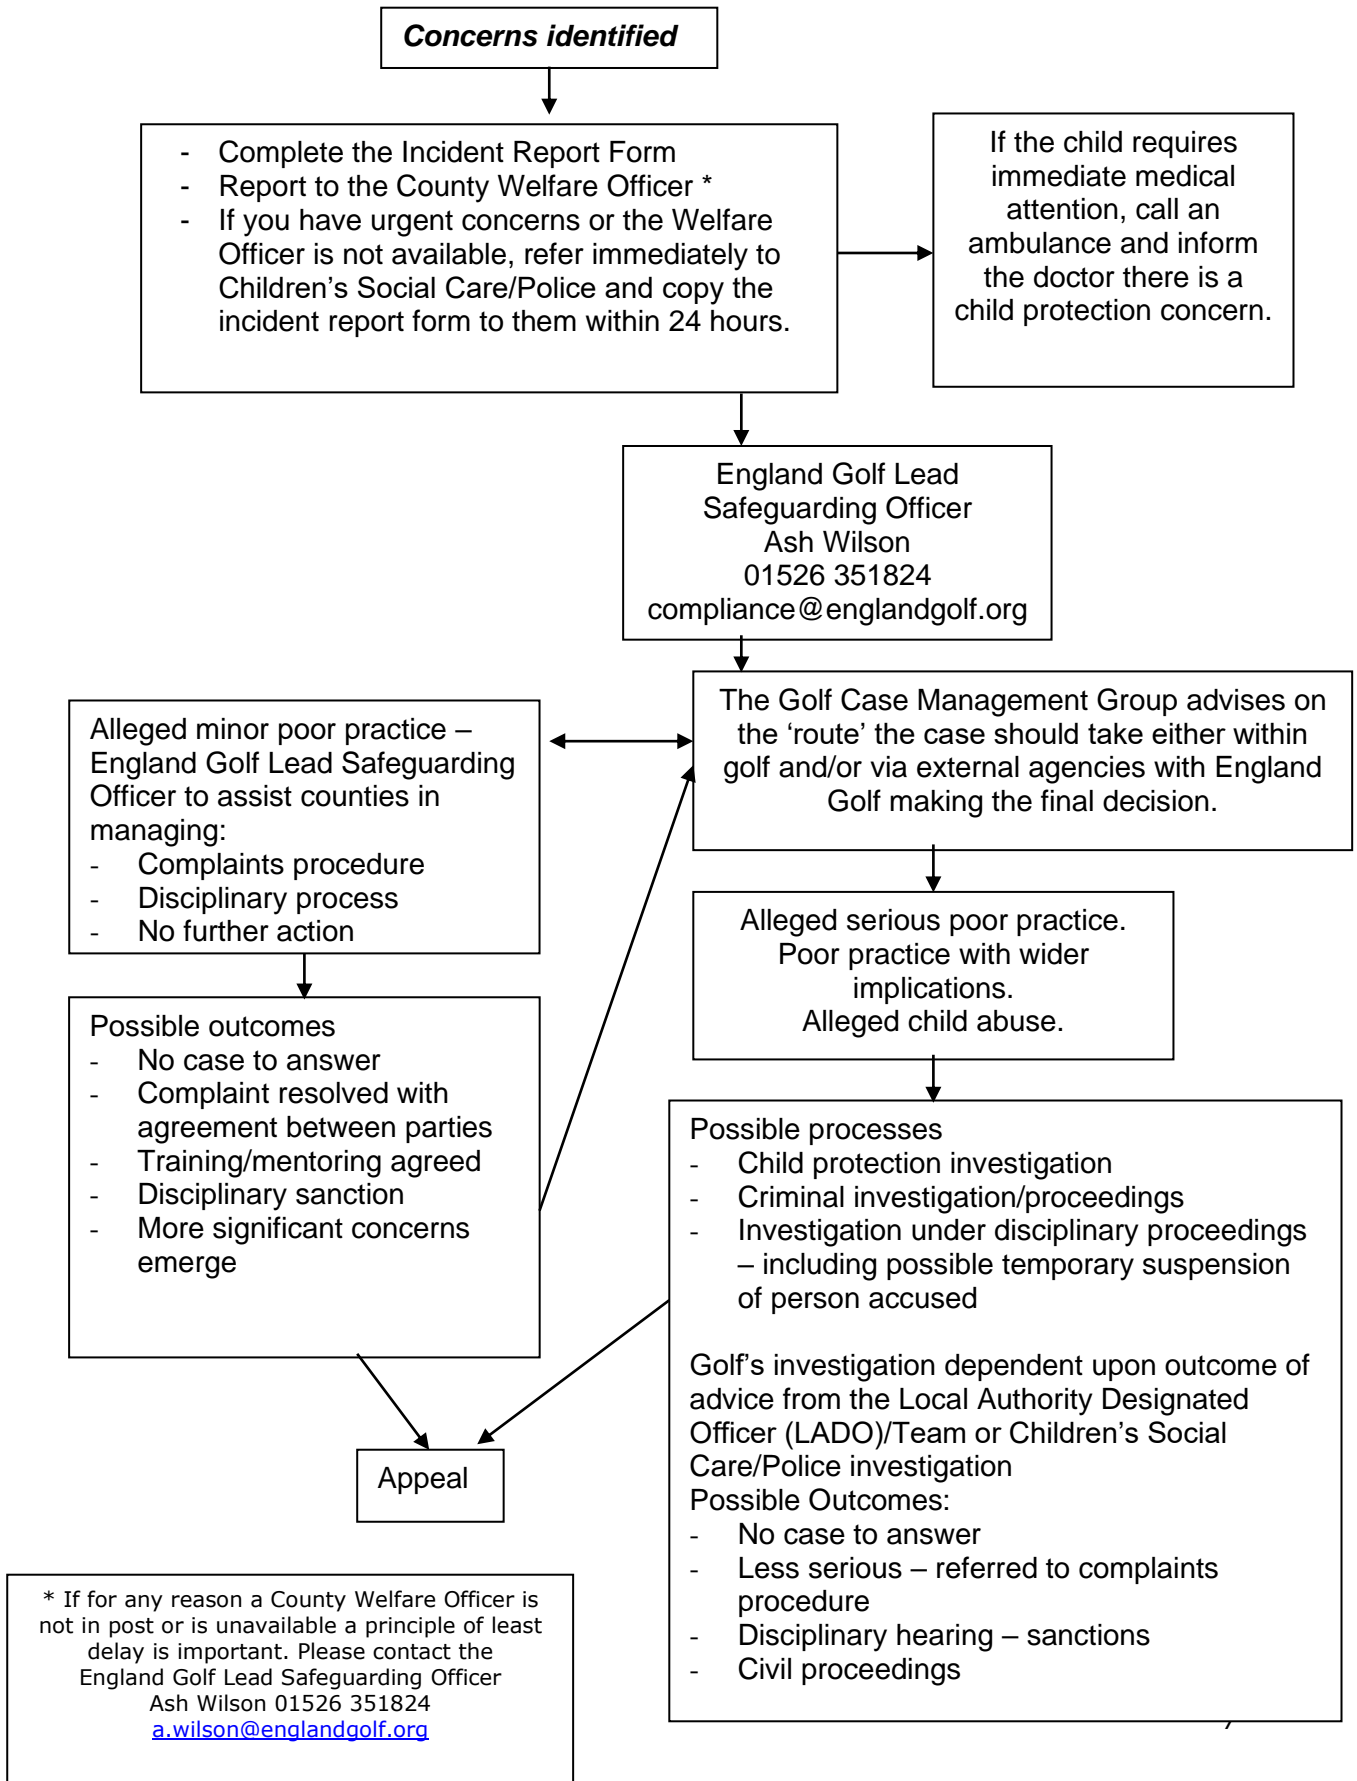 Concerns identified
- Complete the Incident Report Form
- Report to the County Welfare Officer *
- If you have urgent concerns or the Welfare
Officer is not available, refer immediately to
Children’s Social Care/Police and copy the
incident report form to them within 24 hours.
If the child requires
immediate medical
attention, call an
ambulance and inform
the doctor there is a
child protection concern.
England Golf Lead
Safeguarding Officer
Ash Wilson
01526 351824
compliance@englandgolf.org
The Golf Case Management Group advises on
the ‘route’ the case should take either within
golf and/or via external agencies with England
Golf making the final decision.
Alleged minor poor practice –
England Golf Lead Safeguarding
Officer to assist counties in
managing:
- Complaints procedure
- Disciplinary process
- No further action
Alleged serious poor practice.
Poor practice with wider
implications.
Alleged child abuse.
Possible outcomes
- No case to answer
- Complaint resolved with
agreement between parties
- Training/mentoring agreed
- Disciplinary sanction
- More significant concerns
emerge
Possible processes
- Child protection investigation
- Criminal investigation/proceedings
- Investigation under disciplinary proceedings
– including possible temporary suspension
of person accused
Golf’s investigation dependent upon outcome of
advice from the Local Authority Designated
Officer (LADO)/Team or Children’s Social
Care/Police investigation
Possible Outcomes:
- No case to answer
- Less serious – referred to complaints
procedure
- Disciplinary hearing – sanctions
- Civil proceedings
Appeal
* If for any reason a County Welfare Officer is
not in post or is unavailable a principle of least
delay is important. Please contact the
England Golf Lead Safeguarding Officer
Ash Wilson 01526 351824
a.wilson@englandgolf.org